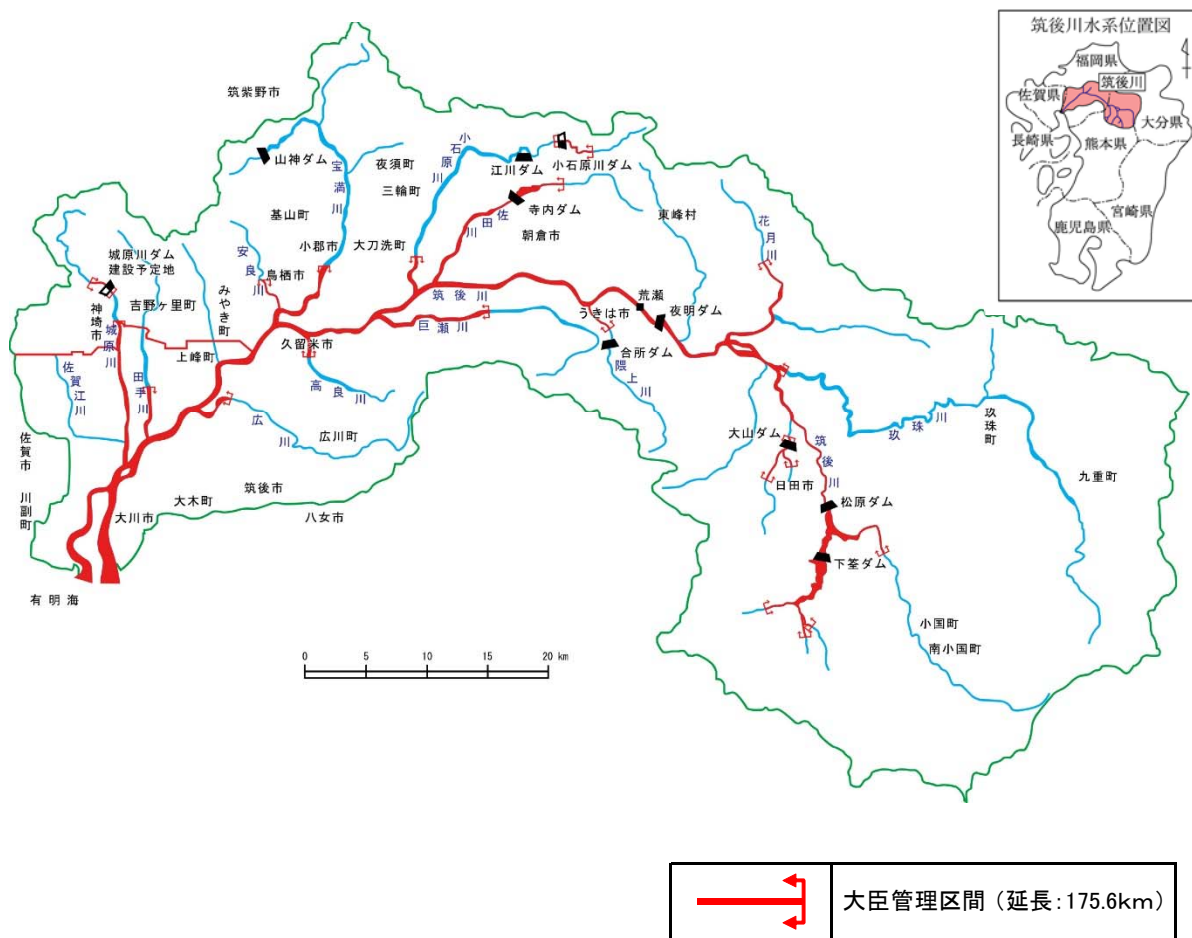 筑後川水系位置図
福岡県
筑後川
佐賀県
大分県
長崎県
熊本県
宮崎県
鹿児島県
筑紫野市
山神ダム
宝満川
夜須町
三輪町
小石原川
江川ダム
小石原川ダム
寺内ダム
佐田川
朝倉市
東峰村
花月川
基山町
小郡市
大刀洗町
安良川
鳥栖市
城原川ダム
建設予定地
吉野ヶ里町
みやき町
神埼市
城原川
上峰町
佐賀江川
田手川
久留米市
高良川
筑後川
巨瀬川
うきは市
荒瀬
夜明ダム
合所ダム
隈上川
広川
広川町
佐賀市
川副町
大川市
大木町
筑後市
八女市
有明海
大山ダム
日田市
筑後川
松原ダム
下筌ダム
玖珠川
玖珠町
九重町
小国町
南小国町
0 5 10 15 20 km
大臣管理区間（延長：175.6km）